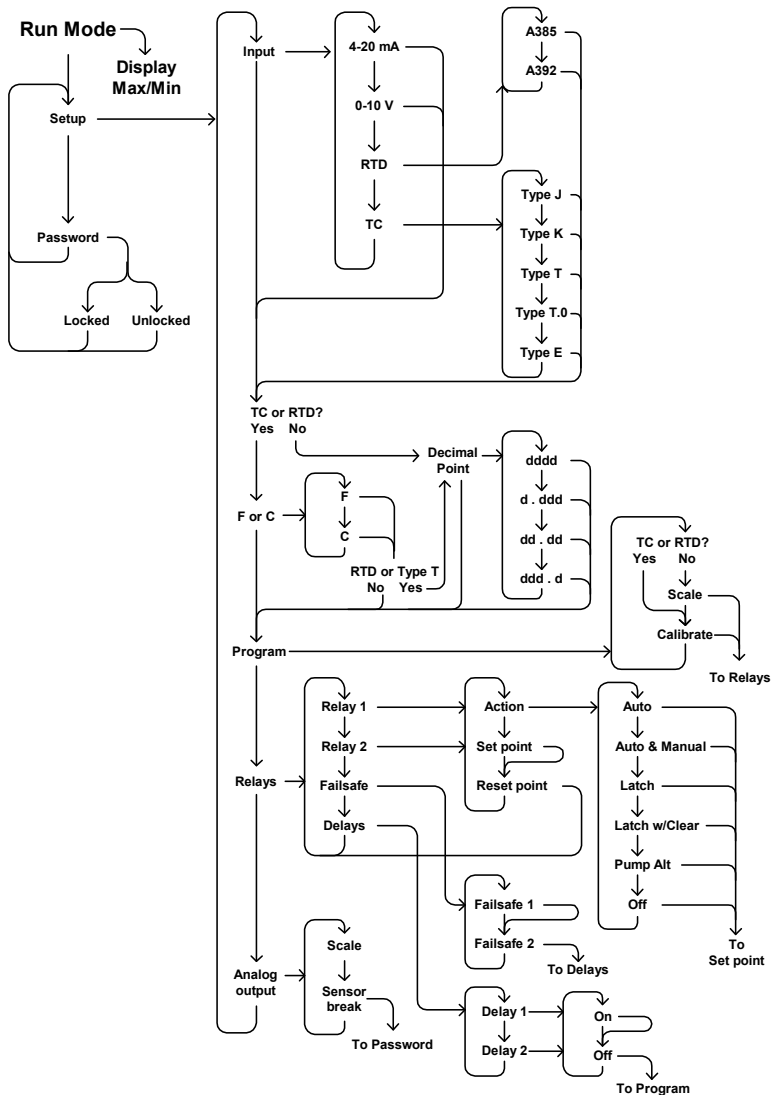 Run Mode
Display
Max/Min
Setup
Password
Locked
Unlocked
Input
4-20 mA
0-10 V
RTD
TC
A385
A392
Type J
Type K
Type T
Type T.0
Type E
TC or RTD?
Yes No
F or C
F
C
RTD or Type T
No Yes
Decimal
Point
dddd
d . ddd
dd . dd
ddd . d
Program
TC or RTD?
Yes No
Scale
Calibrate
To Relays
Relays
Relay 1
Relay 2
Failsafe
Delays
Action
Set point
Reset point
Auto
Auto & Manual
Latch
Latch w/Clear
Pump Alt
Off
To
Set point
Failsafe 1
Failsafe 2
To Delays
Analog
output
Scale
Sensor
break
To Password
Delay 1
Delay 2
On
Off
To Program